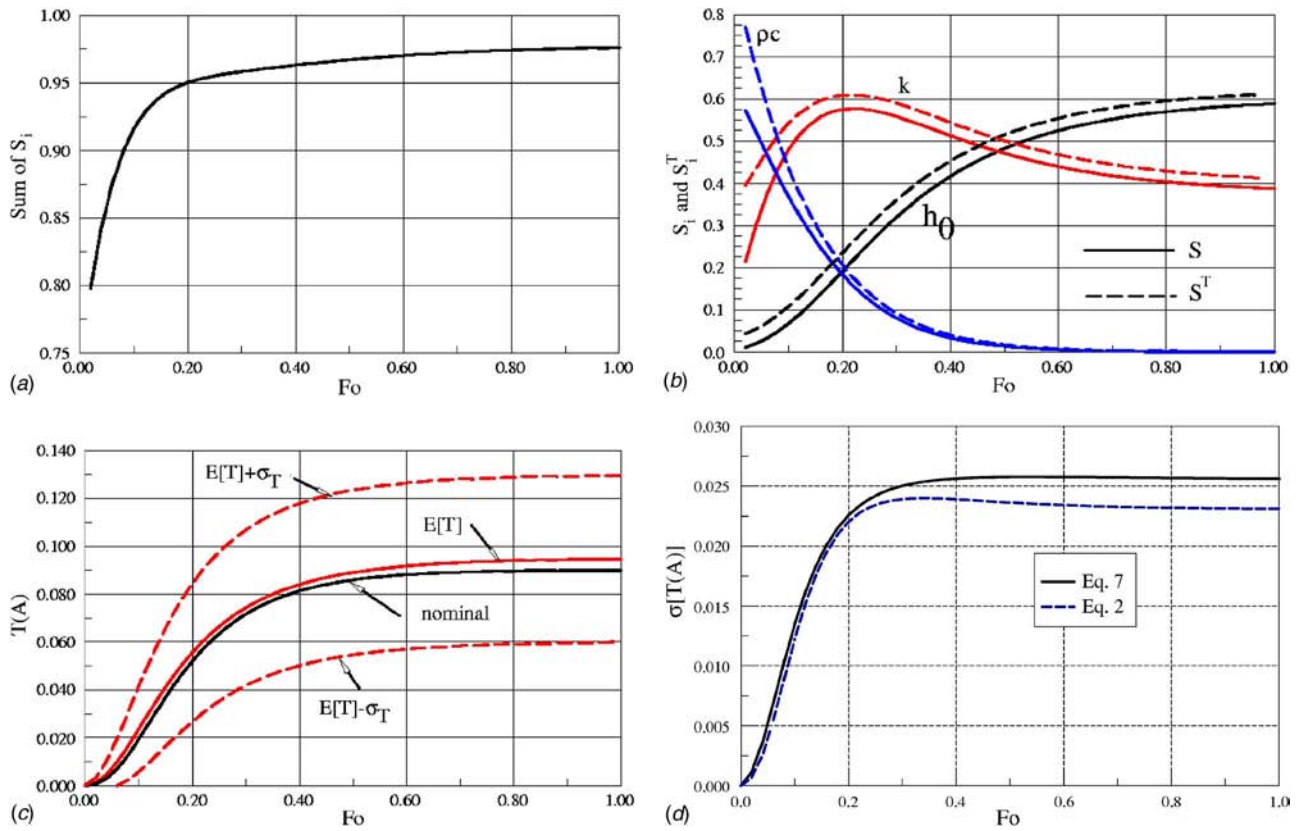 1.00
0.95
0.90
0.85
0.80
0.75
Sum of S_i
0.00 0.20 0.40 0.60 0.80 1.00
Fo
(a)
0.8
0.7
0.6
0.5
0.4
0.3
0.2
0.1
0.0
S_i and S_i^T
ρc
k
h_0
S
S^T
0.00 0.20 0.40 0.60 0.80 1.00
Fo
(b)
0.140
0.120
0.100
0.080
0.060
0.040
0.020
0.000
T(A)
E[T]+σ_T
E[T]
nominal
E[T]-σ_T
0.00 0.20 0.40 0.60 0.80 1.00
Fo
(c)
0.030
0.025
0.020
0.015
0.010
0.005
0.000
σ[T(A)]
Eq. 7
Eq. 2
0.0 0.2 0.4 0.6 0.8 1.0
Fo
(d)